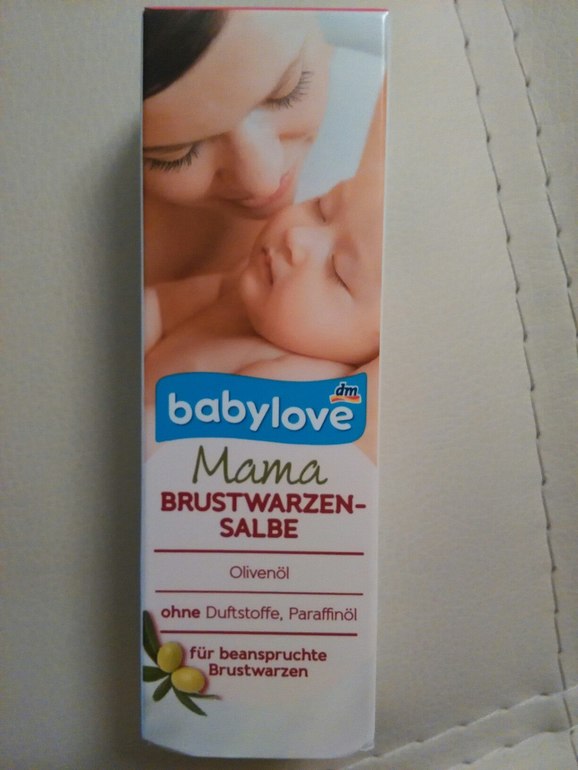 dm
babylove
Mama
BRUSTWARZEN-
SALBE
Olivenöl
ohne Duftstoffe, Paraffinöl
für beanspruchte
Brustwarzen